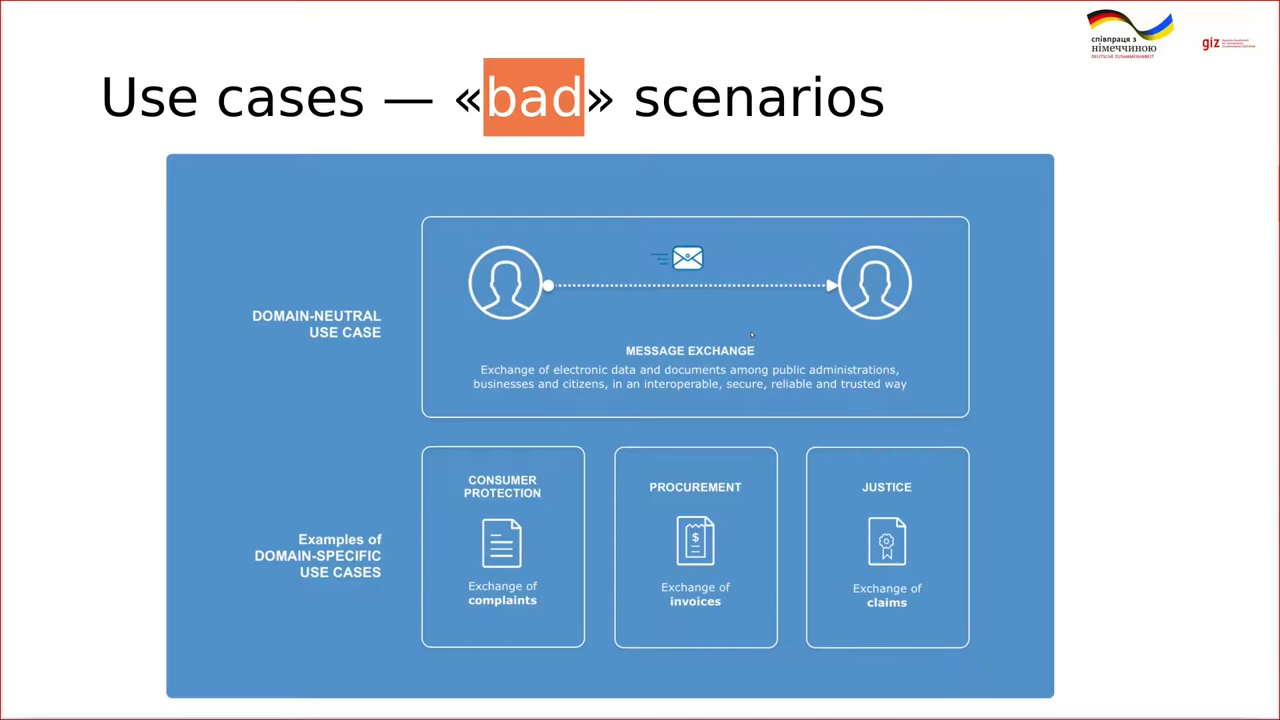 співпраця з
німеччиною
DEUTSCHE ZUSAMMENARBEIT
giz
Use cases — «bad» scenarios
DOMAIN-NEUTRAL
USE CASE
MESSAGE EXCHANGE
Exchange of electronic data and documents among public administrations,
businesses and citizens, in an interoperable, secure, reliable and trusted way
Examples of
DOMAIN-SPECIFIC
USE CASES
CONSUMER
PROTECTION
Exchange of
complaints
PROCUREMENT
$
Exchange of
invoices
JUSTICE
Exchange of
claims